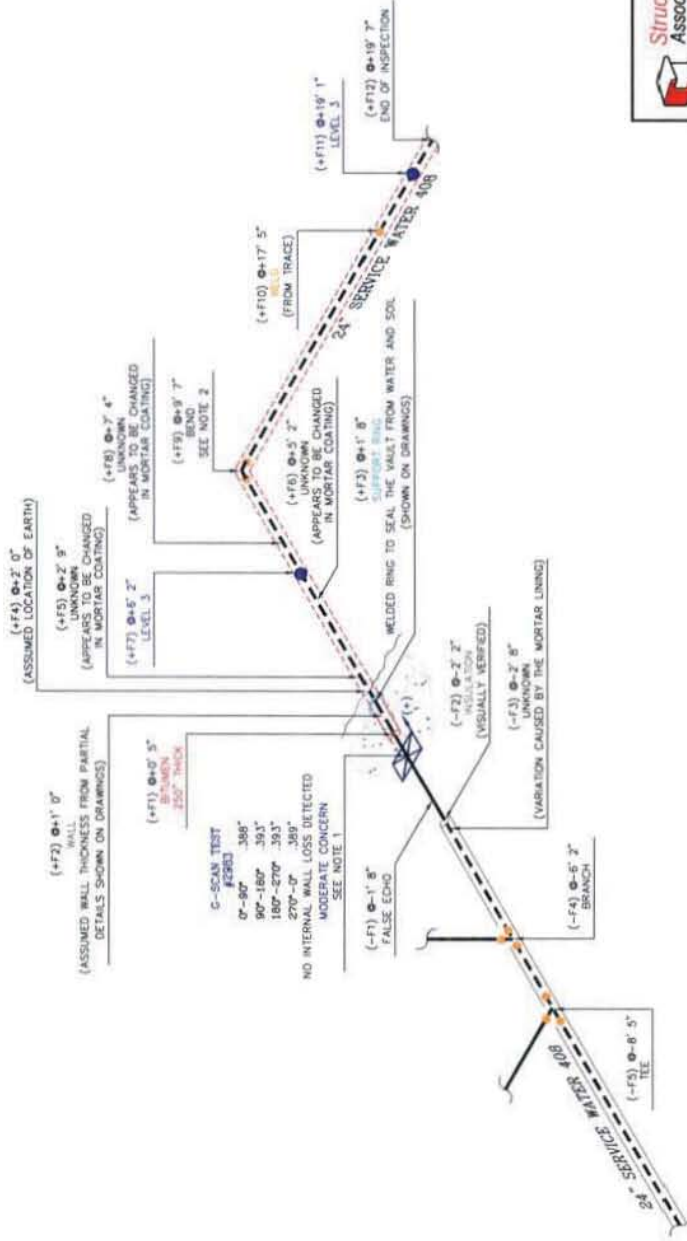 (+F4) @+2' 0"
(ASSUMED LOCATION OF EARTH)
(+F5) @+2' 9"
UNKNOWN
(APPEARS TO BE CHANGED
IN MORTAR COATING)
(+F2) @+1' 0"
WALL
(ASSUMED WALL THICKNESS FROM PARTIAL
DETAILS SHOWN ON DRAWINGS)
(+F7) @+6' 2"
LEVEL 3
(+F8) @+7' 4"
UNKNOWN
(APPEARS TO BE CHANGED
IN MORTAR COATING)
(+F9) @+9' 7"
BEND
SEE NOTE 2
(+F1) @+0' 5"
BITUMEN
.250" THICK
C-SCAN TEST
#2983
0°-90° .388"
90°-180° .393"
180°-270° .393"
270°-0° .389"
NO INTERNAL WALL LOSS DETECTED
MODERATE CONCERN
SEE NOTE 1
(+F6) @+5' 2"
UNKNOWN
(APPEARS TO BE CHANGED
IN MORTAR COATING)
(+F10) @+17' 5"
WELD
(FROM TRACE)
(+F11) @+19' 1"
LEVEL 3
(+F12) @+19' 7"
END OF INSPECTION
24" SERVICE WATER 408
(+F3) @+1' 8"
SUPPORT RING
WELDED RING TO SEAL THE VAULT FROM WATER AND SOIL
(SHOWN ON DRAWINGS)
(+)
(-F1) @-1' 8"
FALSE ECHO
(-F2) @-2' 2"
INSULATION
(VISUALLY VERIFIED)
(-F3) @-2' 8"
UNKNOWN
(VARIATION CAUSED BY THE MORTAR LINING)
(-F4) @-6' 2"
BRANCH
(-F5) @-8' 5"
TEE
24" SERVICE WATER 408